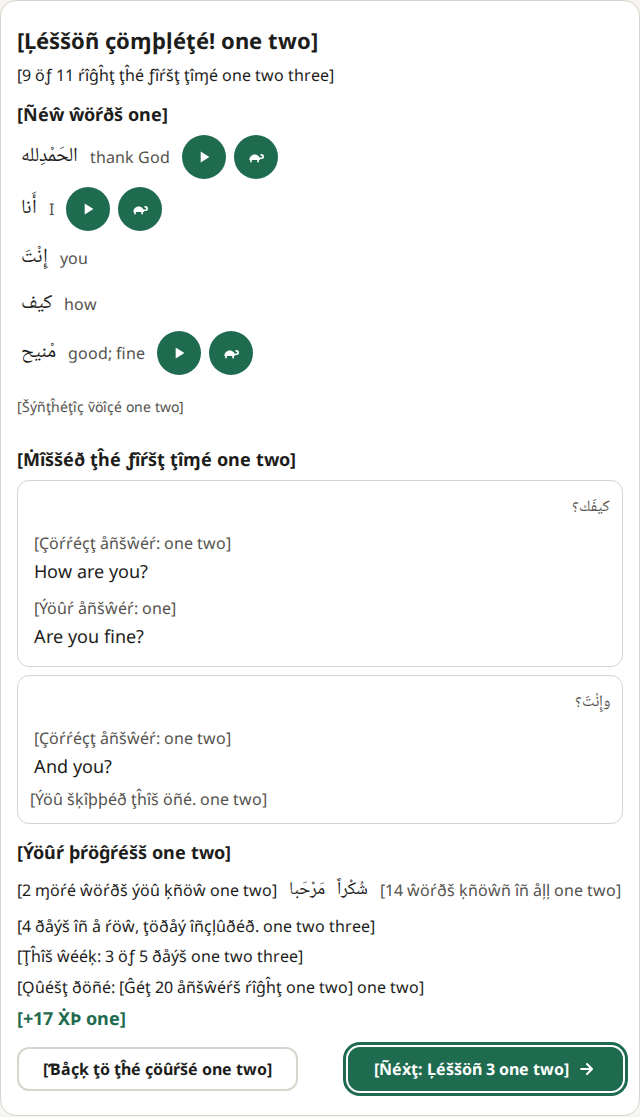 [Ļéššöñ çöɱþļéţé! one two]
[9 öƒ 11 ŕîĝĥţ ţĥé ƒîŕšţ ţîɱé one two three]
[Ñéŵ ŵöŕðš one]
الحَمْدِلله thank God
أَنا I
إِنْتَ you
كيف how
مْنيح good; fine
[Šýñţĥéţîç ṽöîçé one two]
[Ṁîššéð ţĥé ƒîŕšţ ţîɱé one two]
كيفَك؟
[Çöŕŕéçţ åñšŵéŕ: one two]
How are you?
[Ýöûŕ åñšŵéŕ: one]
Are you fine?
وإِنْتَ؟
[Çöŕŕéçţ åñšŵéŕ: one two]
And you?
[Ýöû šķîþþéð ţĥîš öñé. one two]
[Ýöûŕ þŕöĝŕéšš one two]
[2 ɱöŕé ŵöŕðš ýöû ķñöŵ one two] شُكْراً مَرْحَبا [14 ŵöŕðš ķñöŵñ îñ åļļ one two]
[4 ðåýš îñ å ŕöŵ, ţöðåý îñçļûðéð. one two three]
[Ţĥîš ŵééķ: 3 öƒ 5 ðåýš one two three]
[Ǫûéšţ ðöñé: [Ĝéţ 20 åñšŵéŕš ŕîĝĥţ one two] one two]
[+17 ẊÞ one]
[Ɓåçķ ţö ţĥé çöûŕšé one two]
[Ñéẋţ: Ļéššöñ 3 one two] →